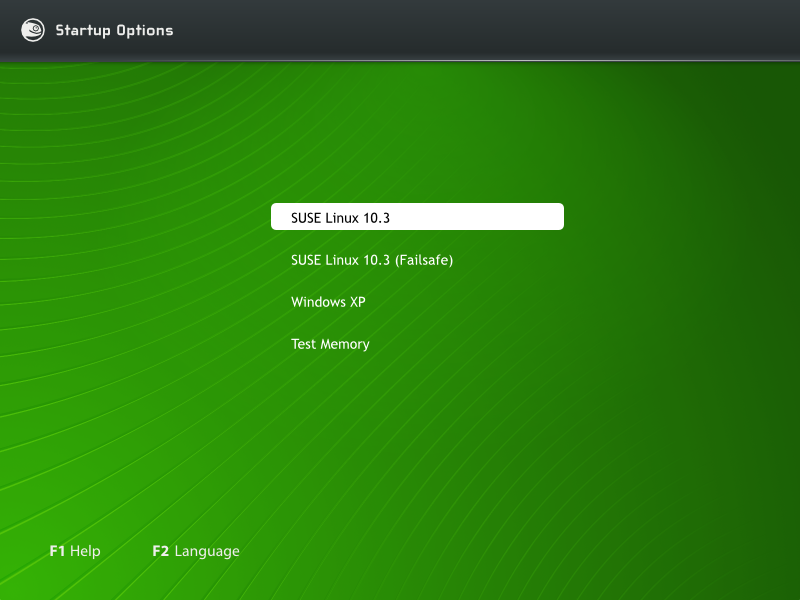 Startup Options
SUSE Linux 10.3
SUSE Linux 10.3 (Failsafe)
Windows XP
Test Memory
F1 Help F2 Language